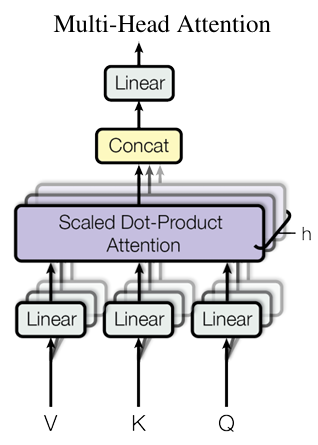 Multi-Head Attention
Linear
Concat
Scaled Dot-Product
Attention
h
Linear Linear Linear
V K Q